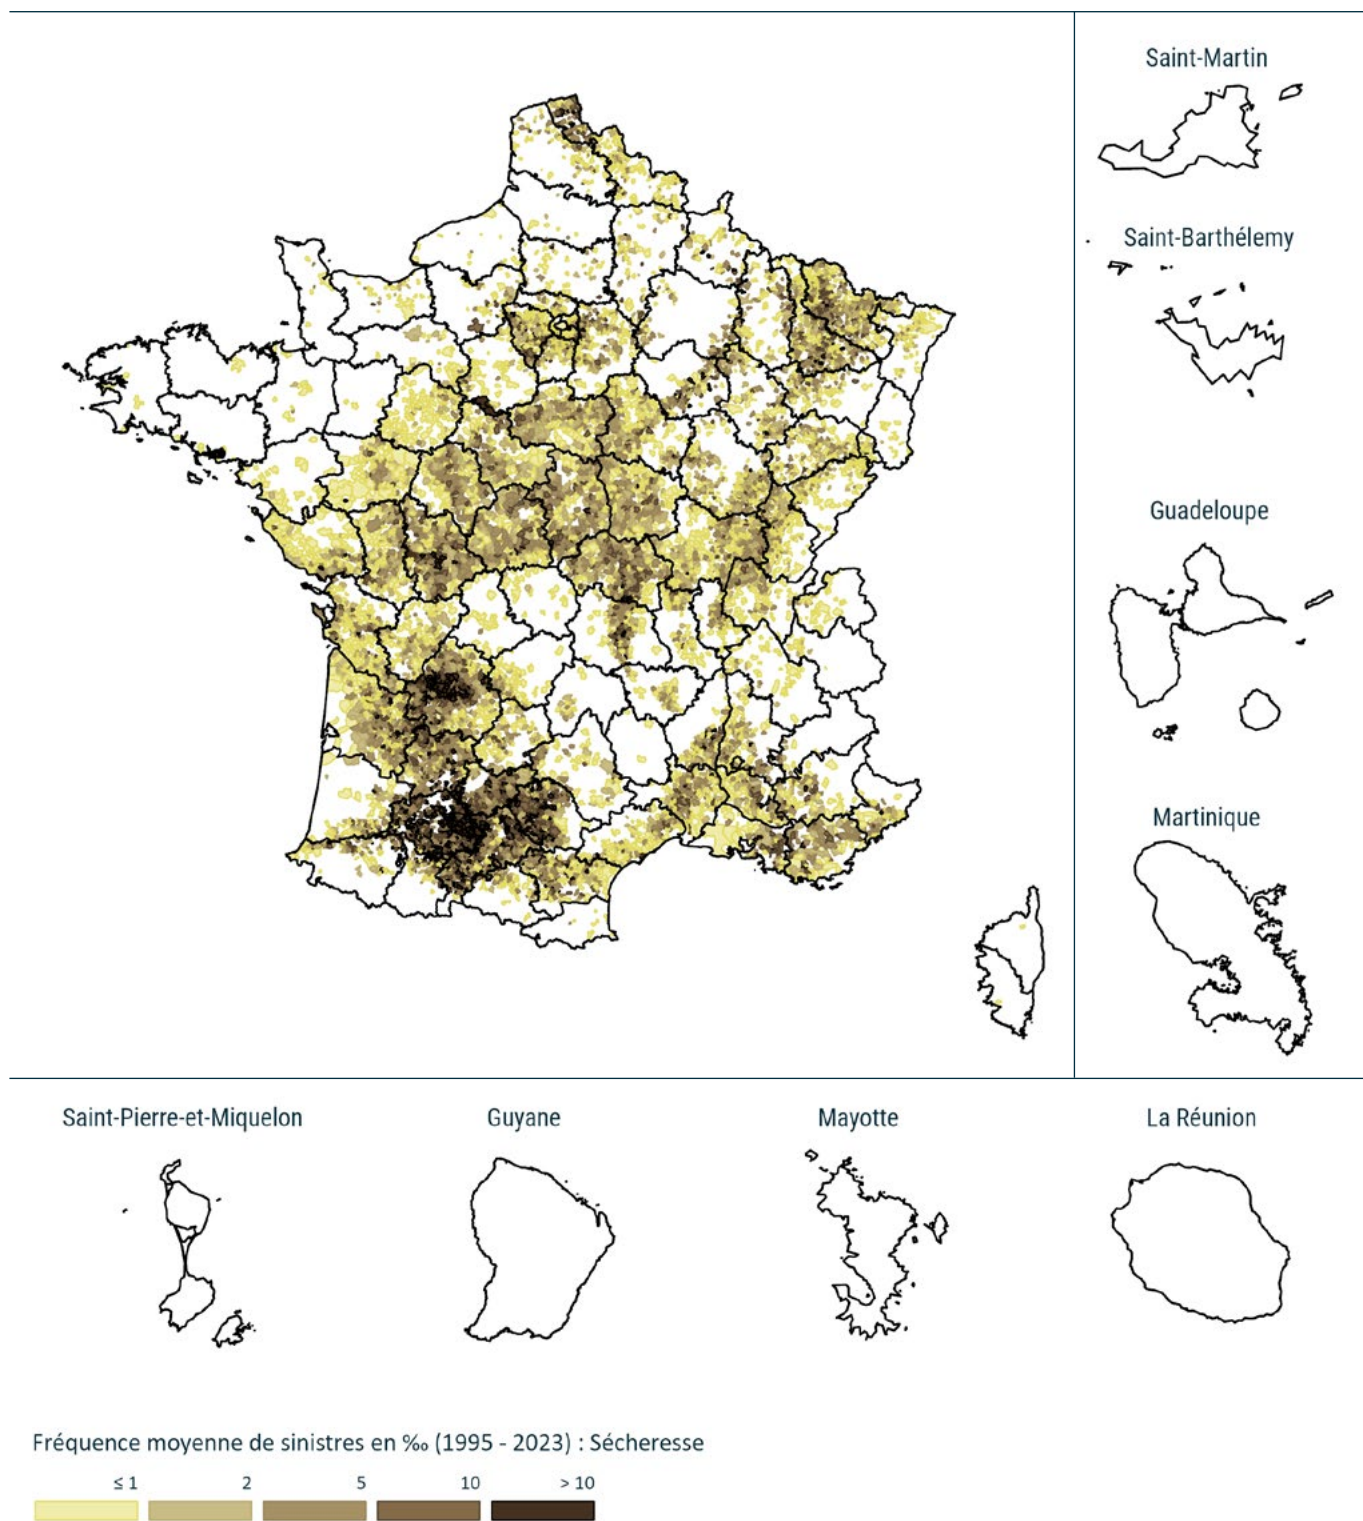 Saint-Martin
Saint-Barthélemy
Guadeloupe
Martinique
Saint-Pierre-et-Miquelon
Guyane
Mayotte
La Réunion
Fréquence moyenne de sinistres en ‰ (1995 - 2023) : Sécheresse
≤ 1 2 5 10 > 10